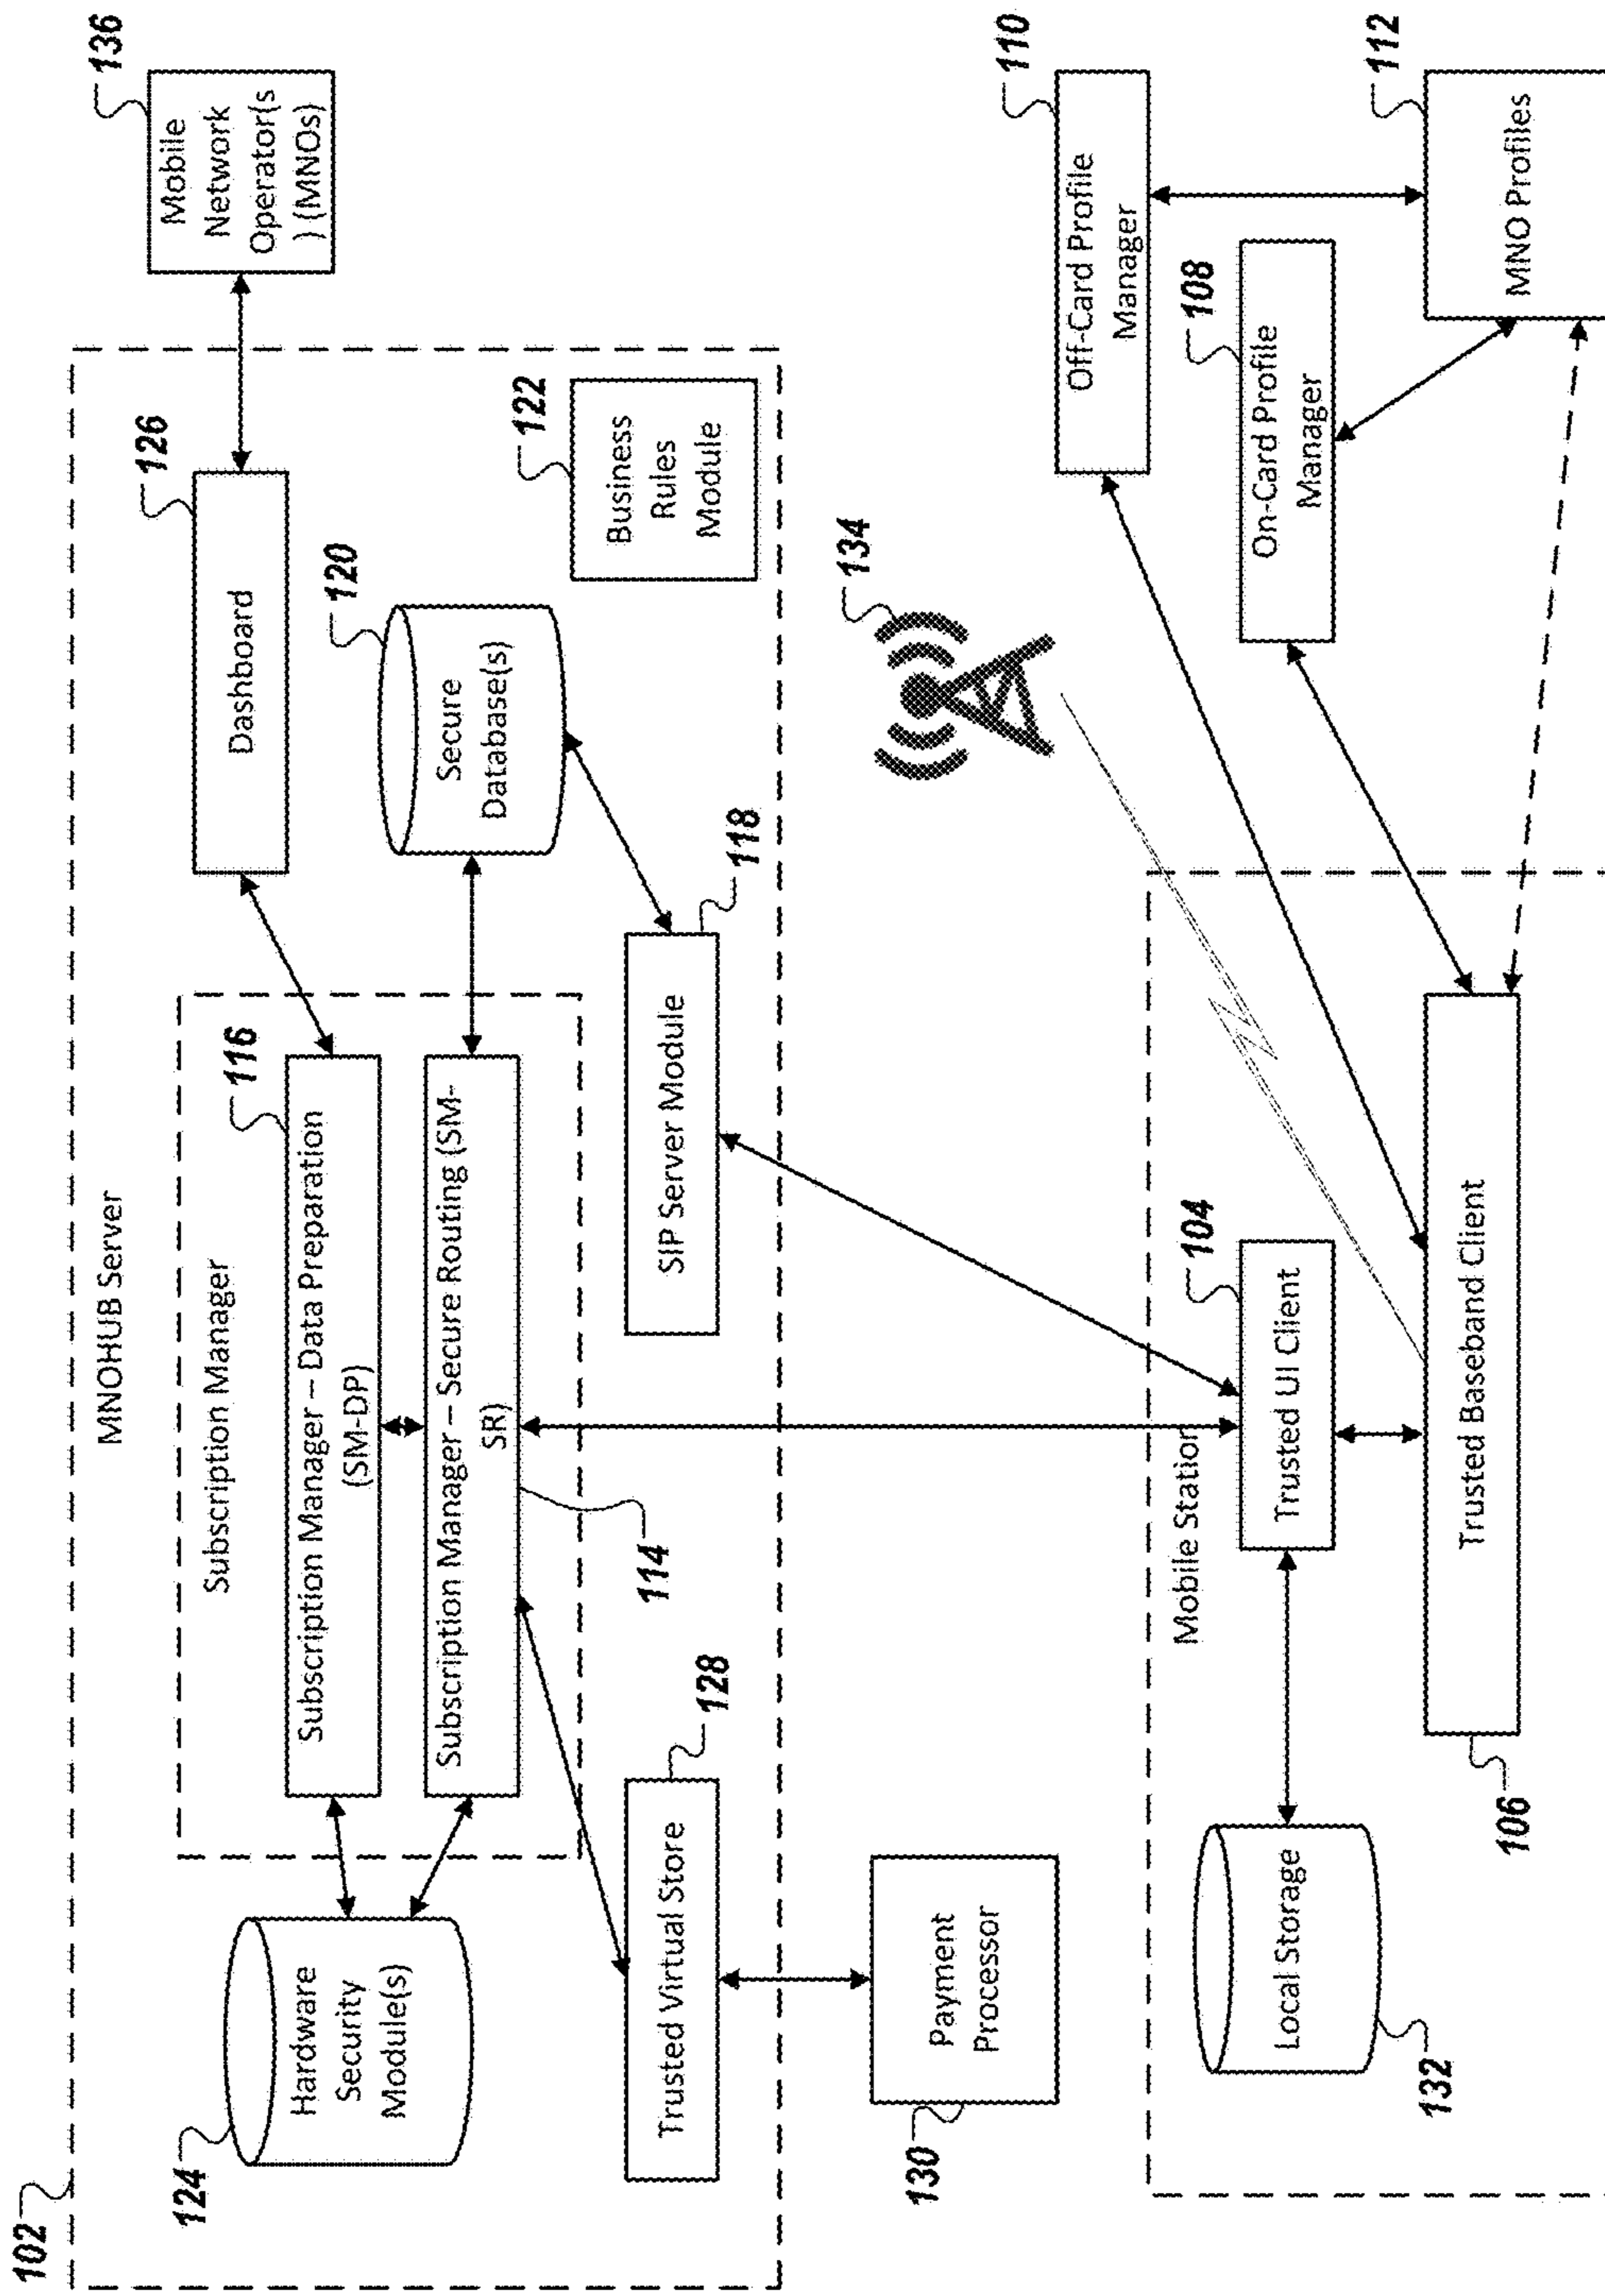 102
MNOHUB Server
136
Mobile
Network
Operator(s
) (MNOs)
126
Dashboard
Subscription Manager
124
Hardware
Security
Module(s)
116
Subscription Manager – Data Preparation
(SM-DP)
Subscription Manager – Secure Routing (SM-
SR)
114
120
Secure
Database(s)
122
Business
Rules
Module
128
Trusted Virtual Store
118
SIP Server Module
130
Payment
Processor
134
110
Off-Card Profile
Manager
Mobile Station
104
Trusted UI Client
108
On-Card Profile
Manager
Local Storage
132
112
MNO Profiles
Trusted Baseband Client
106